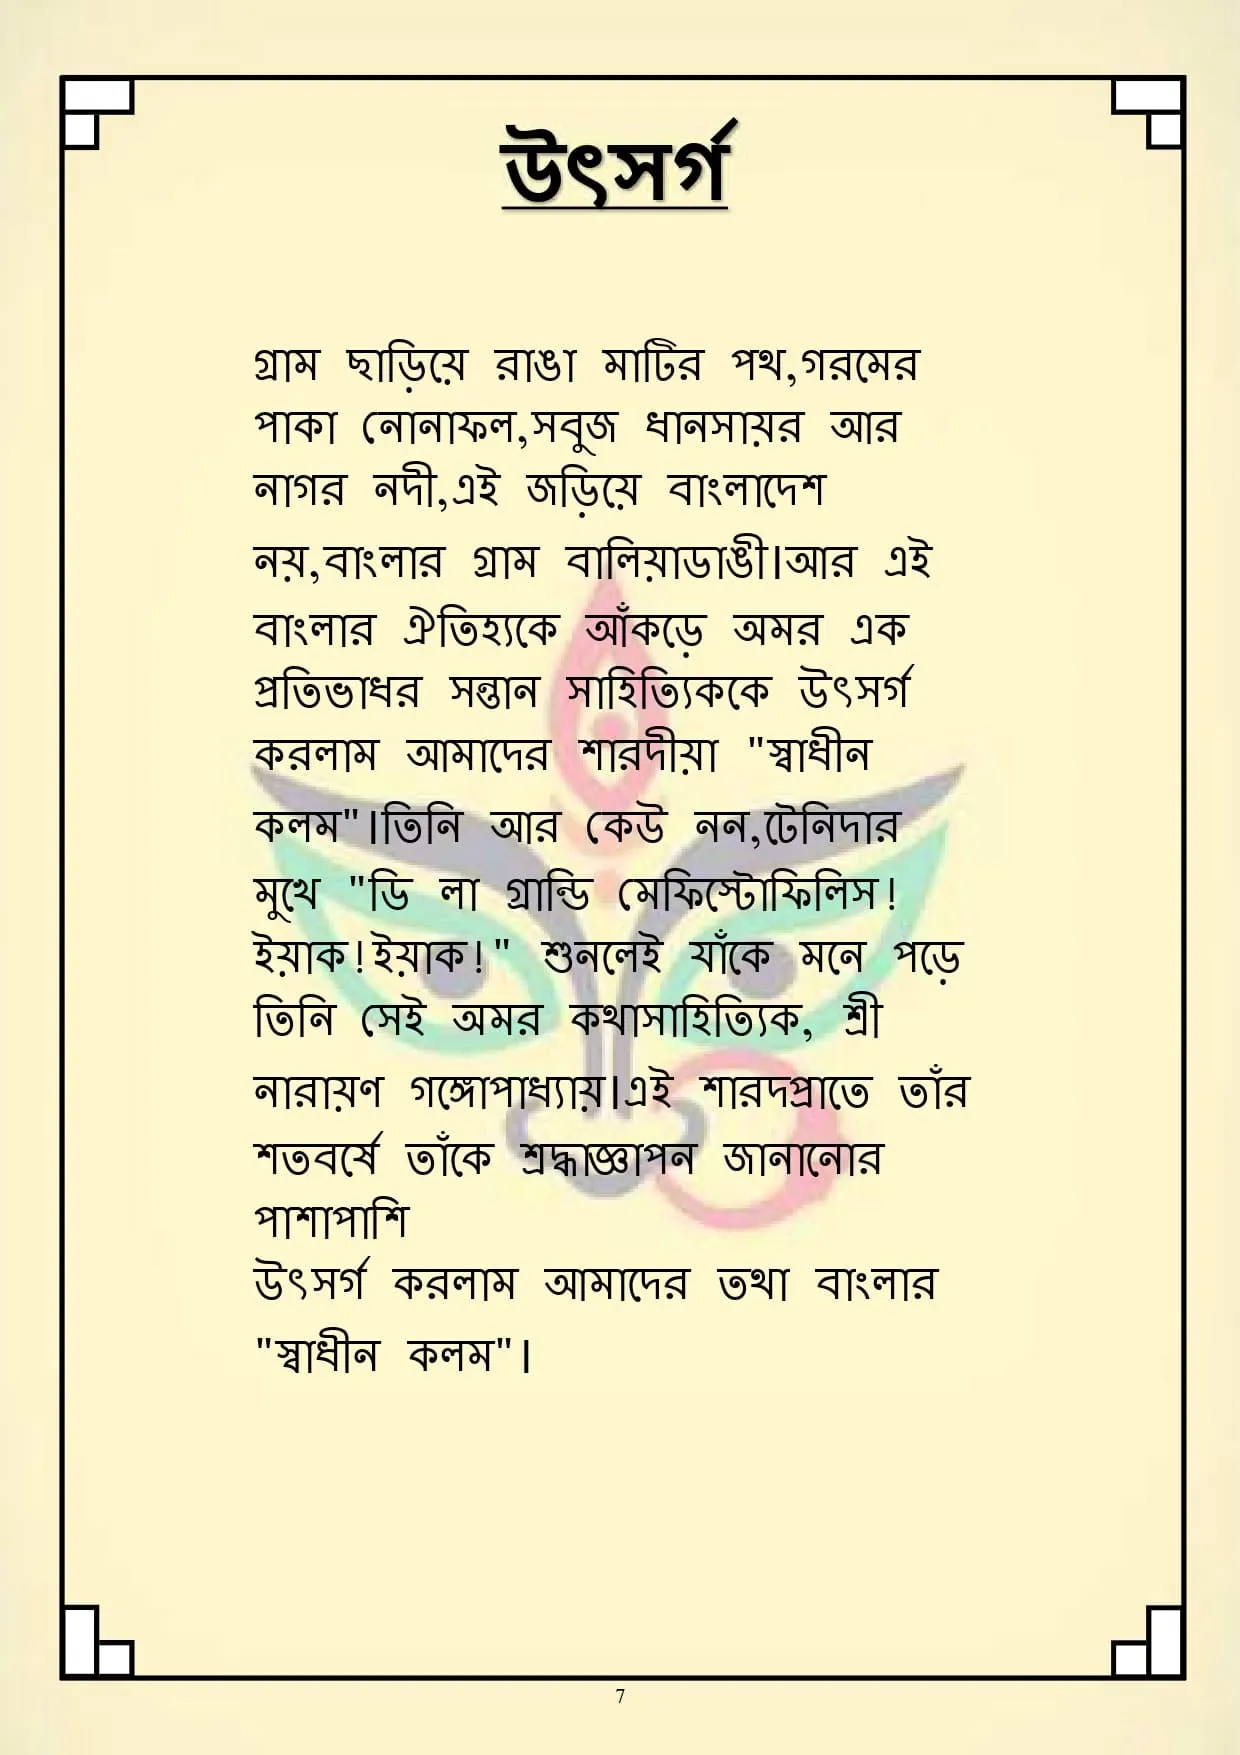 উৎসর্গ
গ্রাম ছাড়িয়ে রাঙা মাটির পথ,গরমের
পাকা নোনাফল,সবুজ ধানসায়র আর
নাগর নদী,এই জড়িয়ে বাংলাদেশ
নয়,বাংলার গ্রাম বালিয়াডাঙী।আর এই
বাংলার ঐতিহ্যকে আঁকড়ে অমর এক
প্রতিভাধর সন্তান সাহিত্যিককে উৎসর্গ
করলাম আমাদের শারদীয়া "স্বাধীন
কলম"।তিনি আর কেউ নন,টেনিদার
মুখে "ডি লা গ্রান্ডি মেফিস্টোফিলিস!
ইয়াক!ইয়াক!" শুনলেই যাঁকে মনে পড়ে
তিনি সেই অমর কথাসাহিত্যিক, শ্রী
নারায়ণ গঙ্গোপাধ্যায়।এই শারদপ্রাতে তাঁর
শতবর্ষে তাঁকে শ্রদ্ধাজ্ঞাপন জানানোর
পাশাপাশি
উৎসর্গ করলাম আমাদের তথা বাংলার
"স্বাধীন কলম"।
7